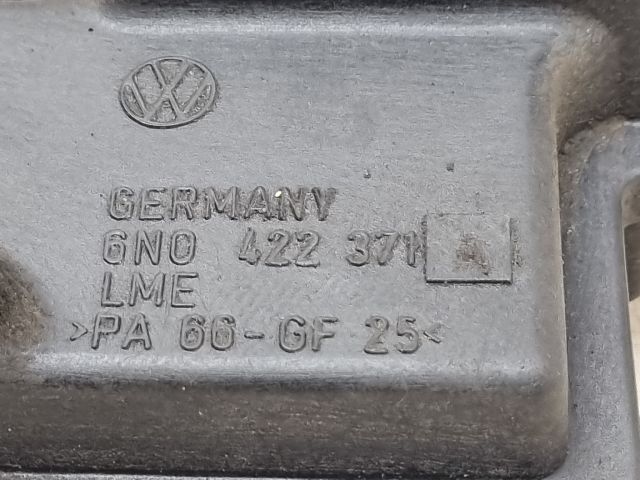 GERMANY
6N0 422 371 A
LME
>PA 66-GF 25<